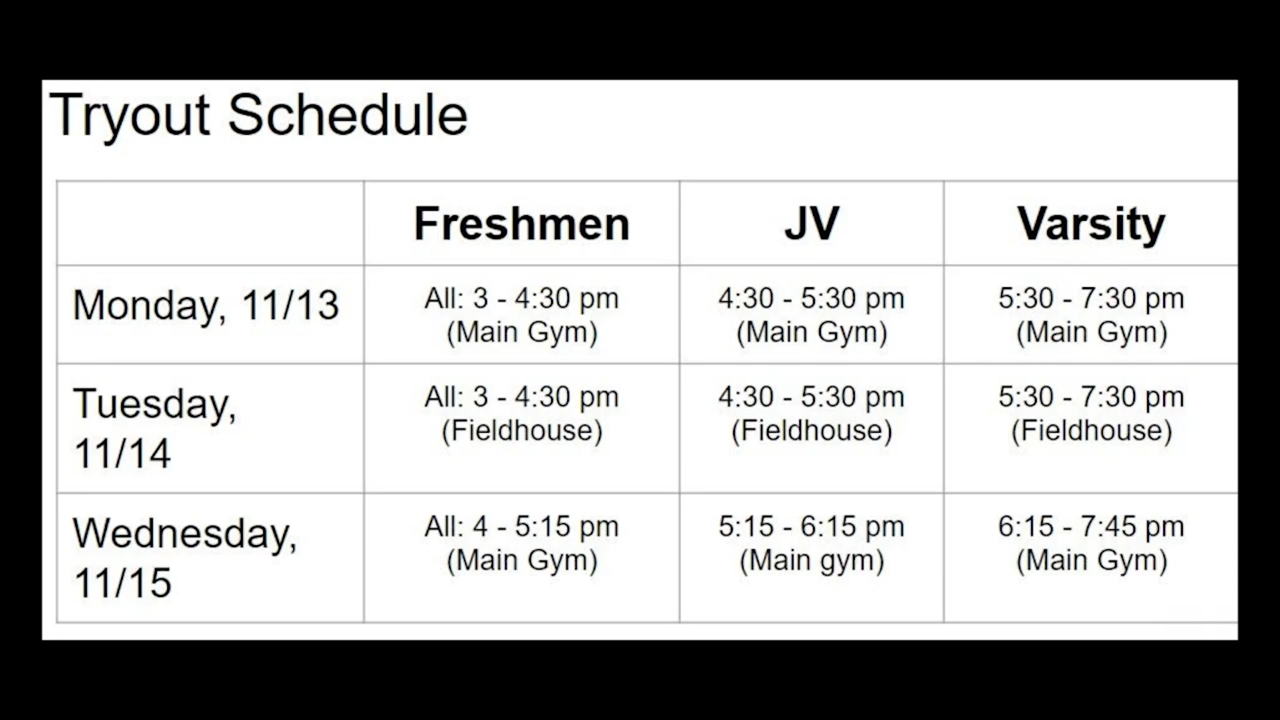 Tryout Schedule
Freshmen JV Varsity
Monday, 11/13
All: 3 - 4:30 pm
(Main Gym)
4:30 - 5:30 pm
(Main Gym)
5:30 - 7:30 pm
(Main Gym)
Tuesday,
11/14
All: 3 - 4:30 pm
(Fieldhouse)
4:30 - 5:30 pm
(Fieldhouse)
5:30 - 7:30 pm
(Fieldhouse)
Wednesday,
11/15
All: 4 - 5:15 pm
(Main Gym)
5:15 - 6:15 pm
(Main gym)
6:15 - 7:45 pm
(Main Gym)